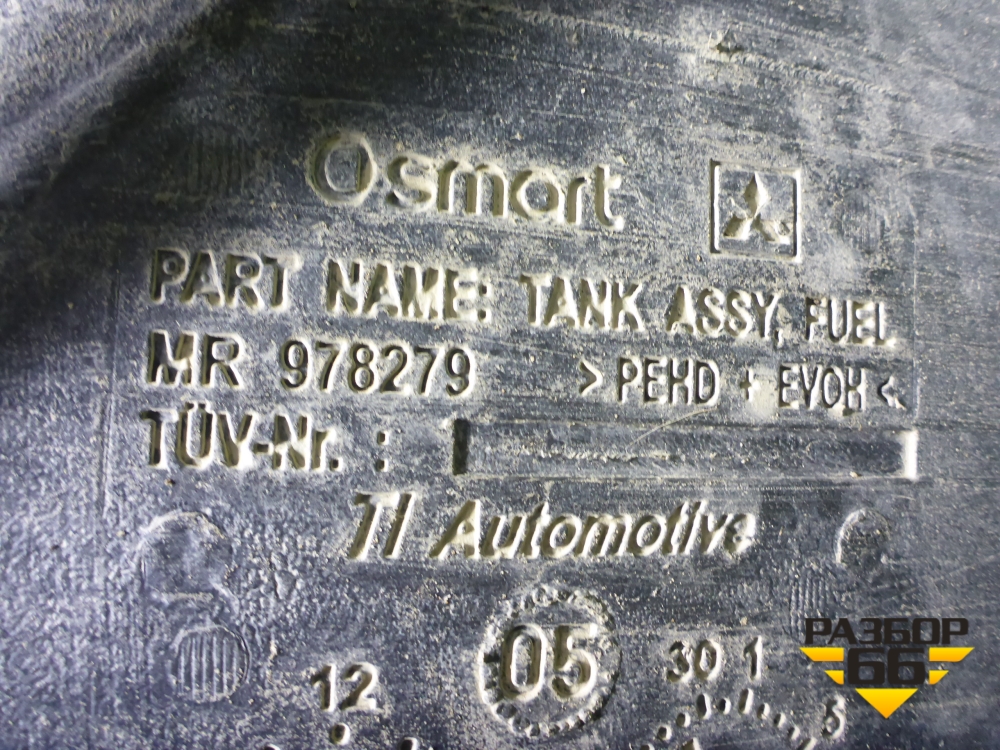 smart
PART NAME: TANK ASSY, FUEL
MR 978279 >PEHD + EVOH<
TÜV-Nr. :
TI Automotive
12 05 30 1
5
РАЗБОР
66